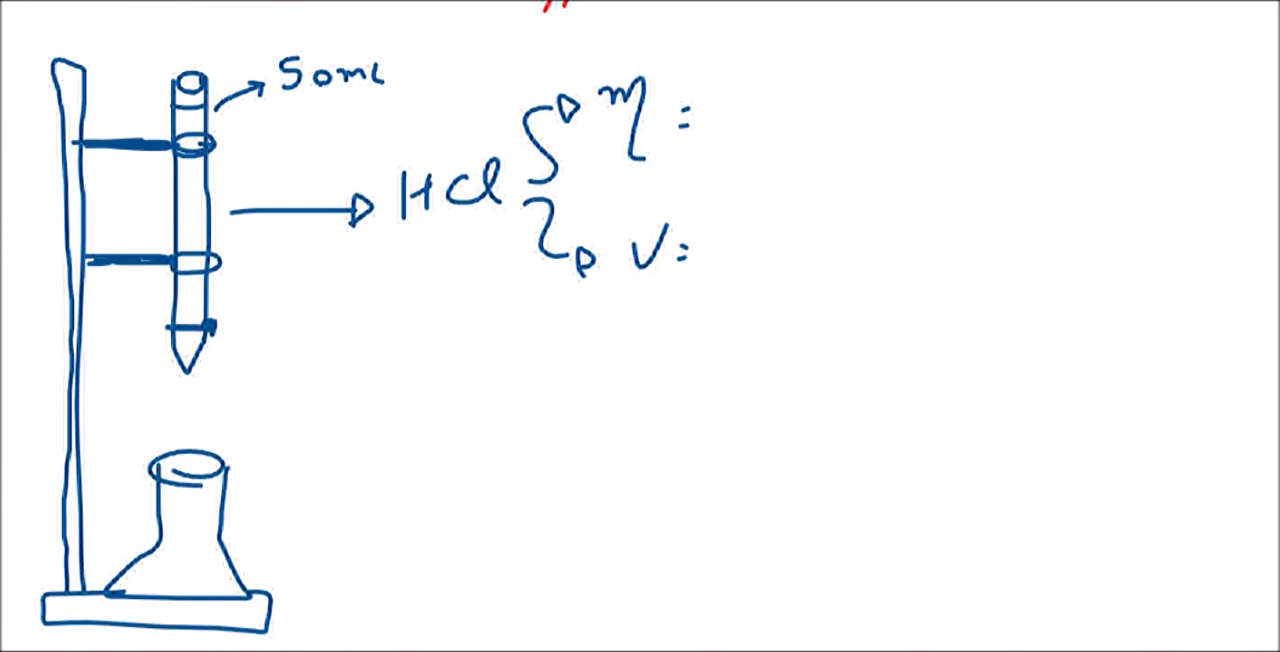 50mL
M =
HCl
V =